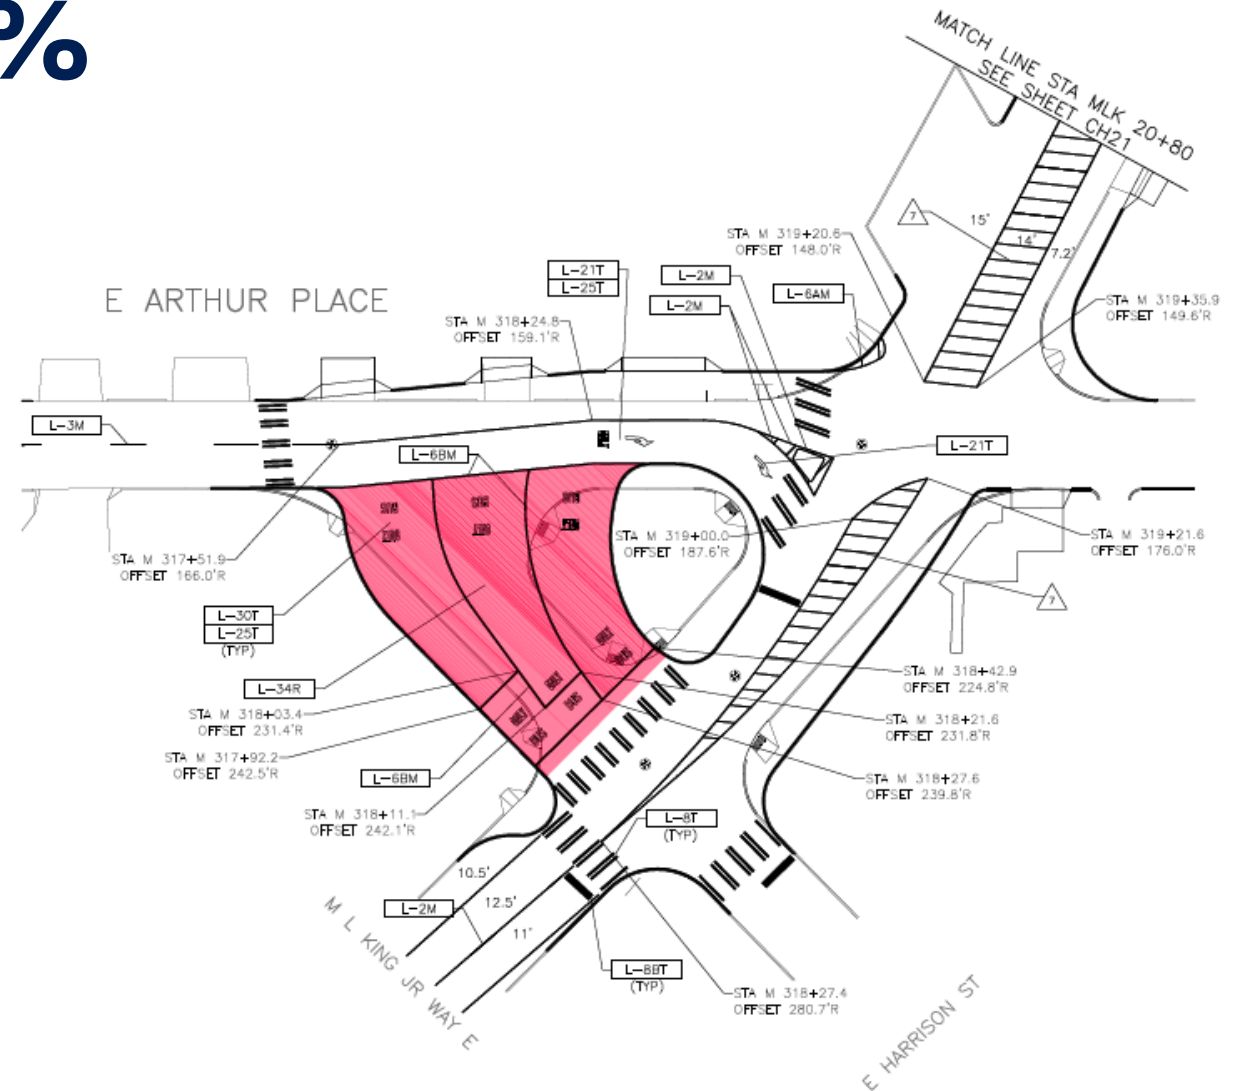 %
MATCH LINE STA MLK 20+80
SEE SHEET CH21
7
15'
14'
7.2'
STA M 319+20.6
OFFSET 148.0'R
L-21T
L-25T
L-2M
L-2M
L-6AM
E ARTHUR PLACE
STA M 318+24.8
OFFSET 159.1'R
STA M 319+35.9
OFFSET 149.6'R
L-3M
L-6BM
L-21T
STA M 319+00.0
OFFSET 187.6'R
STA M 319+21.6
OFFSET 176.0'R
STA M 317+51.9
OFFSET 166.0'R
7
L-30T
L-25T
(TYP)
L-34R
STA M 318+42.9
OFFSET 224.8'R
STA M 318+03.4
OFFSET 231.4'R
STA M 318+21.6
OFFSET 231.8'R
STA M 317+92.2
OFFSET 242.5'R
L-6BM
STA M 318+27.6
OFFSET 239.8'R
STA M 318+11.1
OFFSET 242.1'R
L-8T
(TYP)
10.5'
12.5'
11'
L-2M
M L KING JR WAY E
L-8BT
(TYP)
STA M 318+27.4
OFFSET 280.7'R
E HARRISON ST